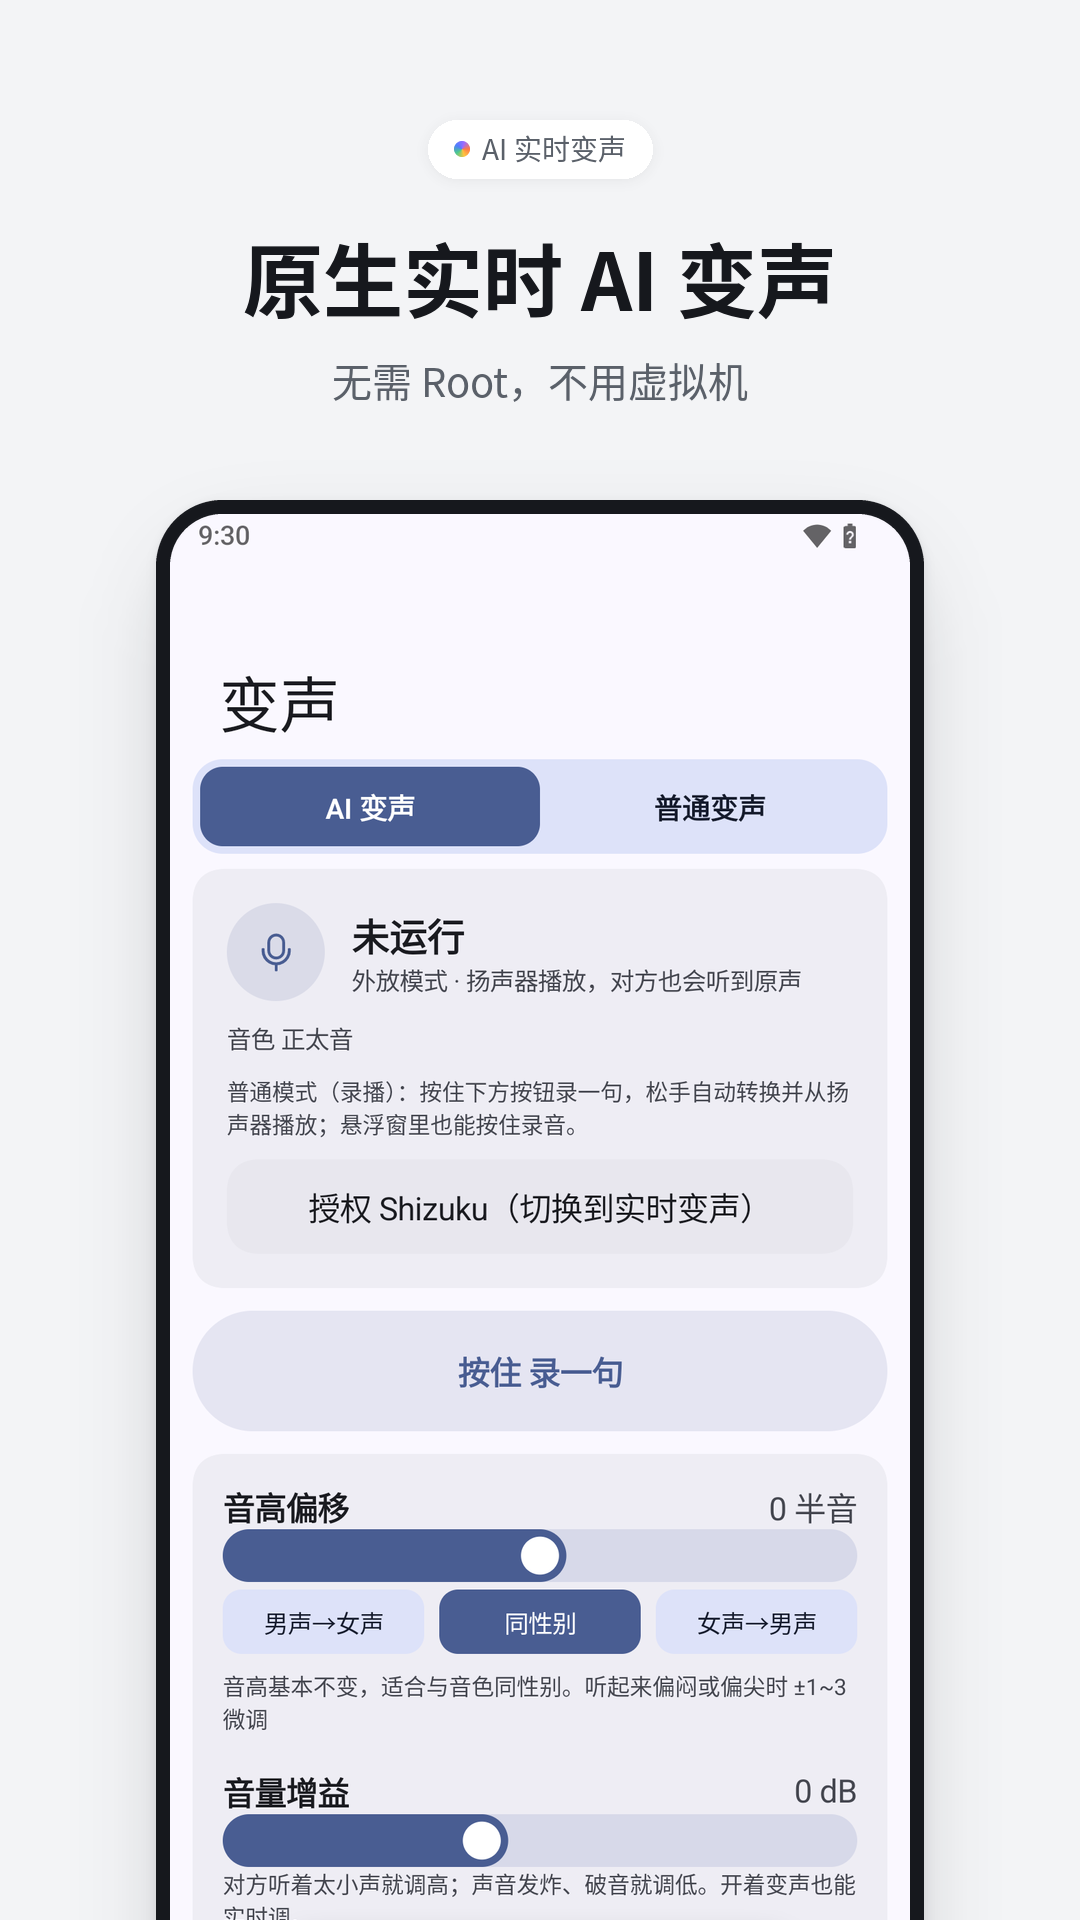 AI 实时变声
原生实时 AI 变声
无需 Root，不用虚拟机
9:30
变声
AI 变声
普通变声
未运行
外放模式 · 扬声器播放，对方也会听到原声
音色 正太音
普通模式（录播）：按住下方按钮录一句，松手自动转换并从扬
声器播放；悬浮窗里也能按住录音。
授权 Shizuku（切换到实时变声）
按住 录一句
音高偏移
0 半音
男声→女声
同性别
女声→男声
音高基本不变，适合与音色同性别。听起来偏闷或偏尖时 ±1~3
微调
音量增益
0 dB
对方听着太小声就调高；声音发炸、破音就调低。开着变声也能
实时调